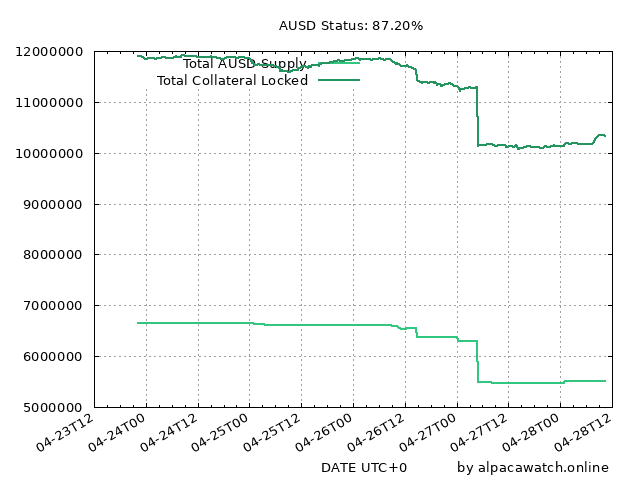 AUSD Status: 87.20%
12000000
11000000
10000000
9000000
8000000
7000000
6000000
5000000
Total AUSD Supply
Total Collateral Locked
04-23T12
04-24T00
04-24T12
04-25T00
04-25T12
04-26T00
04-26T12
04-27T00
04-27T12
04-28T00
04-28T12
DATE UTC+0 by alpacawatch.online